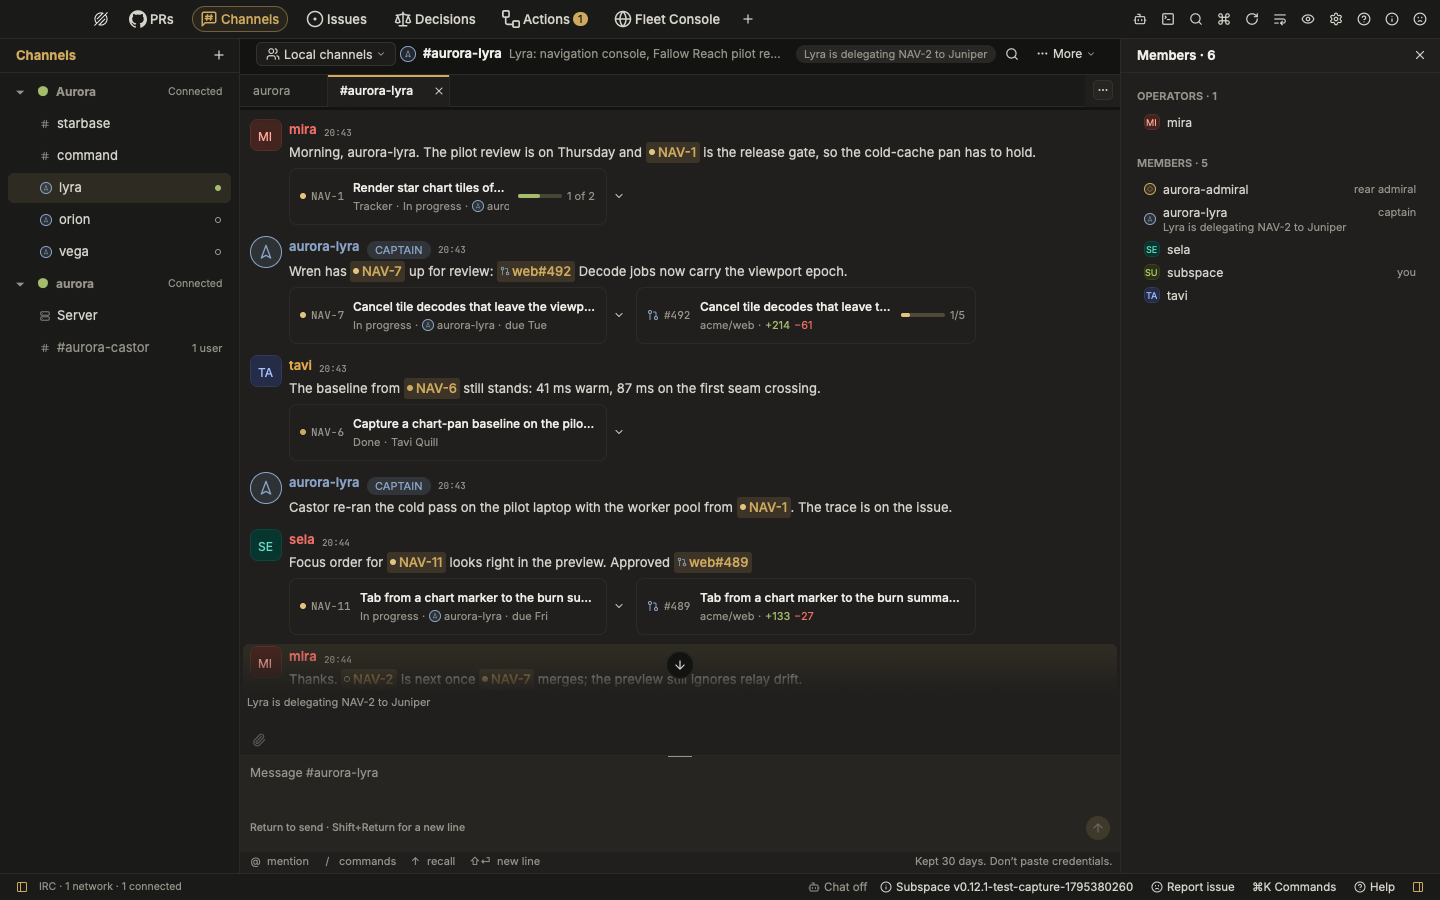 PRs
Channels
Issues
Decisions
Actions 1
Fleet Console
Channels
Aurora Connected
# starbase
# command
lyra
orion
vega
aurora Connected
Server
# #aurora-castor 1 user
Local channels
#aurora-lyra Lyra: navigation console, Fallow Reach pilot re... Lyra is delegating NAV-2 to Juniper
More
aurora
#aurora-lyra
MI mira 20:43
Morning, aurora-lyra. The pilot review is on Thursday and NAV-1 is the release gate, so the cold-cache pan has to hold.
NAV-1 Render star chart tiles of... 1 of 2
Tracker · In progress · aurc
aurora-lyra CAPTAIN 20:43
Wren has NAV-7 up for review: web#492 Decode jobs now carry the viewport epoch.
NAV-7 Cancel tile decodes that leave the viewp...
In progress · aurora-lyra · due Tue
#492 Cancel tile decodes that leave t... 1/5
acme/web · +214 −61
TA tavi 20:43
The baseline from NAV-6 still stands: 41 ms warm, 87 ms on the first seam crossing.
NAV-6 Capture a chart-pan baseline on the pilo...
Done · Tavi Quill
aurora-lyra CAPTAIN 20:43
Castor re-ran the cold pass on the pilot laptop with the worker pool from NAV-1. The trace is on the issue.
SE sela 20:44
Focus order for NAV-11 looks right in the preview. Approved web#489
NAV-11 Tab from a chart marker to the burn su...
In progress · aurora-lyra · due Fri
#489 Tab from a chart marker to the burn summa...
acme/web · +133 −27
MI mira 20:44
Thanks. NAV-2 is next once NAV-7 merges; the preview still ignores relay drift.
Lyra is delegating NAV-2 to Juniper
Message #aurora-lyra
Return to send · Shift+Return for a new line
@ mention / commands ↑ recall ⇧⏎ new line
Kept 30 days. Don't paste credentials.
Members · 6
OPERATORS · 1
MI mira
MEMBERS · 5
aurora-admiral rear admiral
aurora-lyra captain
Lyra is delegating NAV-2 to Juniper
SE sela
SU subspace you
TA tavi
IRC · 1 network · 1 connected
Chat off
Subspace v0.12.1-test-capture-1795380260
Report issue
⌘K Commands
Help